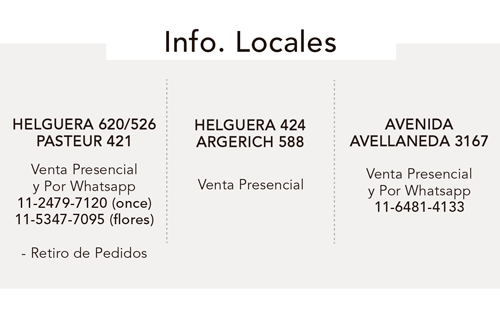 Info. Locales
HELGUERA 620/526
PASTEUR 421
Venta Presencial
y Por Whatsapp
11-2479-7120 (once)
11-5347-7095 (flores)
- Retiro de Pedidos
HELGUERA 424
ARGERICH 588
Venta Presencial
AVENIDA
AVELLANEDA 3167
Venta Presencial
y Por Whatsapp
11-6481-4133